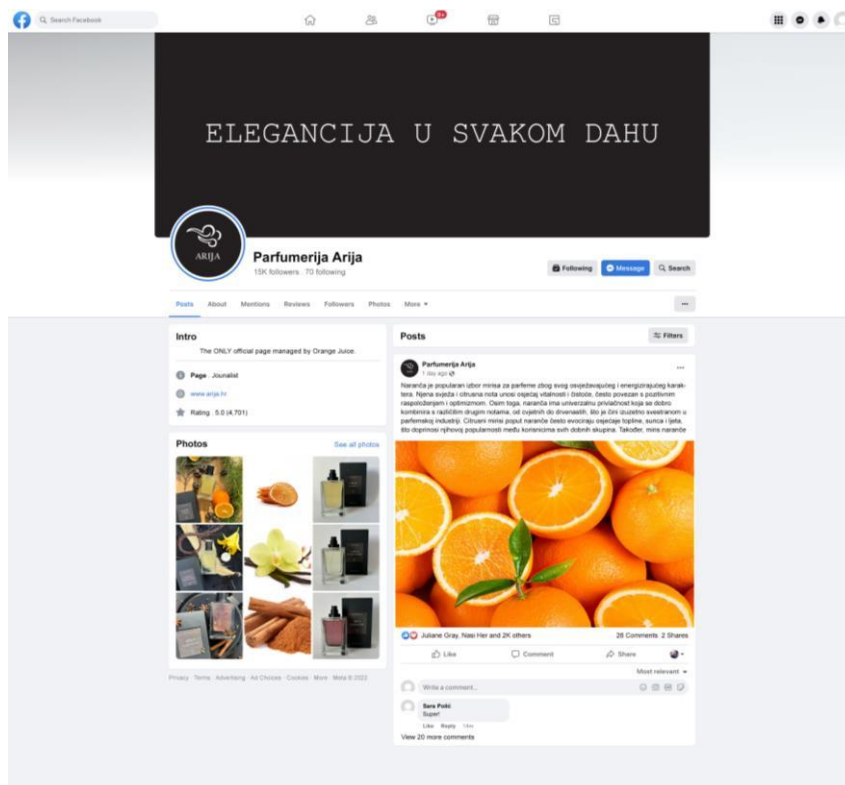 Search Facebook
9+
ELEGANCIJA U SVAKOM DAHU
ARIJA
Parfumerija Arija
15K followers . 70 following
Following
Message
Search
Posts About Mentions Reviews Followers Photos More
Intro
The ONLY official page managed by Orange Juice.
Page . Jounalist
www.arija.hr
Rating . 5.0 (4,701)
Photos
See all photos
Privacy · Terms · Advertising · Ad Choices · Cookies · More · Meta © 2022
Posts
Filters
Parfumerija Arija
1 day ago
Naranča je popularan izbor mirisa za parfeme zbog svog osvježavajućeg i energizirajućeg karak-
tera. Njena svježa i citrusna nota unosi osjećaj vitalnosti i čistoće, često povezan s pozitivnim
raspoloženjem i optimizmom. Osim toga, naranča ima univerzalnu privlačnost koja se dobro
kombinira s različitim drugim notama, od cvjetnih do drvenastih, što je čini izuzetno svestranom u
parfemskoj industriji. Citrusni mirisi poput naranče često evociraju osjećaje topline, sunca i ljeta,
što doprinosi njihovoj popularnosti među korisnicima svih dobnih skupina. Također, miris naranče
Juliane Gray, Nasi Her and 2K others
28 Comments 2 Shares
Like
Comment
Share
Most relevant
Write a comment...
Super!
Like Reply
View 20 more comments